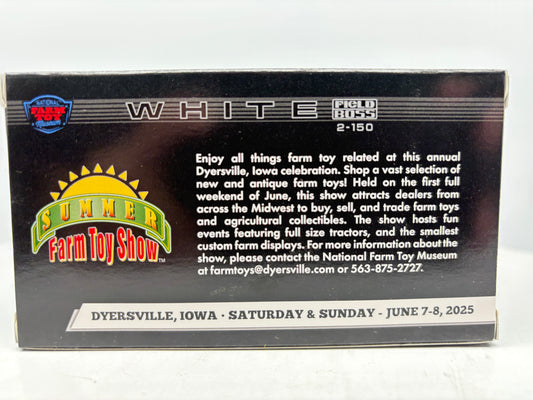 NATIONAL
FARM
TOY
MUSEUM
WHITE FIELD BOSS
2-150
Enjoy all things farm toy related at this annual
Dyersville, Iowa celebration. Shop a vast selection of
new and antique farm toys! Held on the first full
weekend of June, this show attracts dealers from
across the Midwest to buy, sell, and trade farm toys
and agricultural collectibles. The show hosts fun
events featuring full size tractors, and the smallest
custom farm displays. For more information about the
show, please contact the National Farm Toy Museum
at farmtoys@dyersville.com or 563-875-2727.
SUMMER
Farm Toy Show™
DYERSVILLE, IOWA · SATURDAY & SUNDAY - JUNE 7-8, 2025